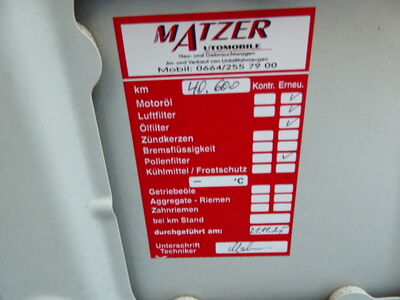 MATZER
AUTOMOBILE
Neu- und Gebrauchtwagen
An- und Verkauf von Unfallfahrzeugen
Mobil: 0664/255 79 00
km 40.600 Kontr. Erneu.
Motoröl
Luftfilter
Ölfilter
Zündkerzen
Bremsflüssigkeit
Pollenfilter
Kühlmittel / Frostschutz
– °C
Getriebeöle
Aggregate - Riemen
Zahnriemen
bei km Stand
durchgeführt am:
Unterschrift
Techniker